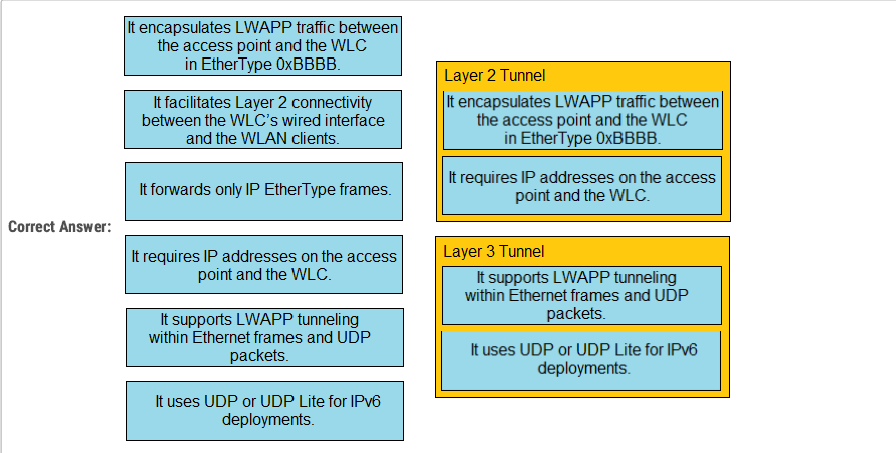 It encapsulates LWAPP traffic between
the access point and the WLC
in EtherType 0xBBBB.
It facilitates Layer 2 connectivity
between the WLC's wired interface
and the WLAN clients.
It forwards only IP EtherType frames.
Correct Answer:
It requires IP addresses on the access
point and the WLC.
It supports LWAPP tunneling
within Ethernet frames and UDP
packets.
It uses UDP or UDP Lite for IPv6
deployments.
Layer 2 Tunnel
It encapsulates LWAPP traffic between
the access point and the WLC
in EtherType 0xBBBB.
It requires IP addresses on the access
point and the WLC.
Layer 3 Tunnel
It supports LWAPP tunneling
within Ethernet frames and UDP
packets.
It uses UDP or UDP Lite for IPv6
deployments.